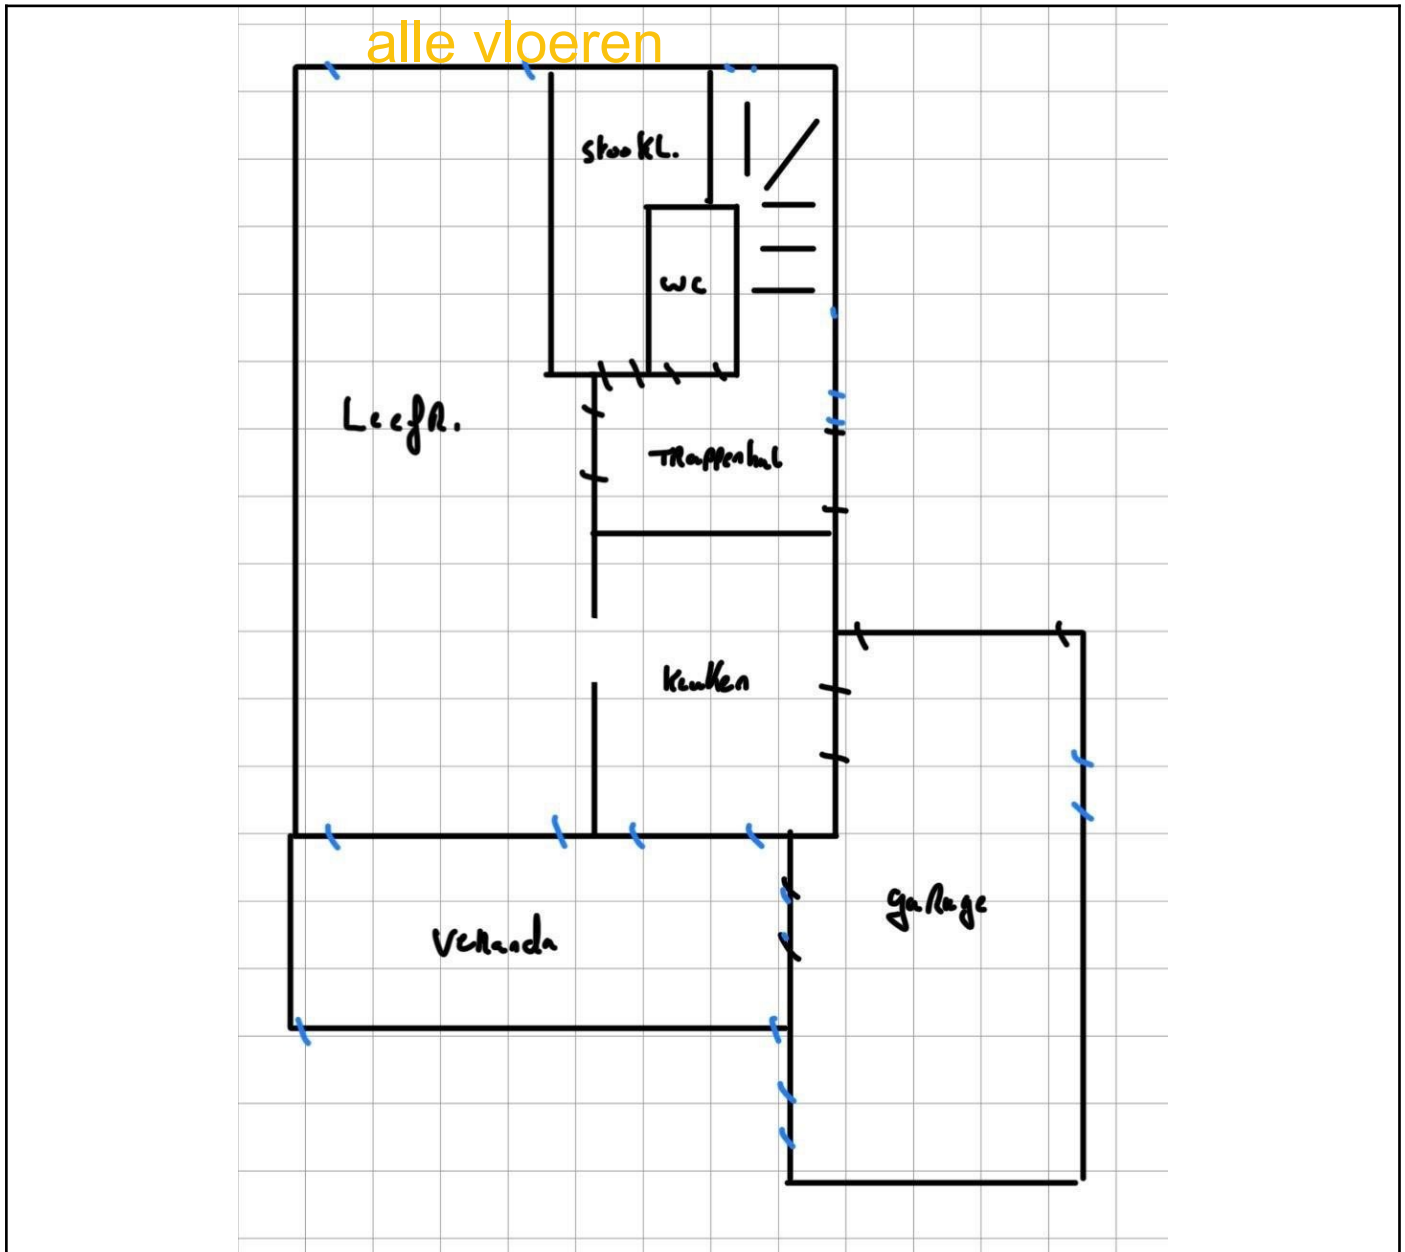 alle vloeren
stookL.
wc
LeefR.
Trappenhal
Keuken
gaRage
VeRanda